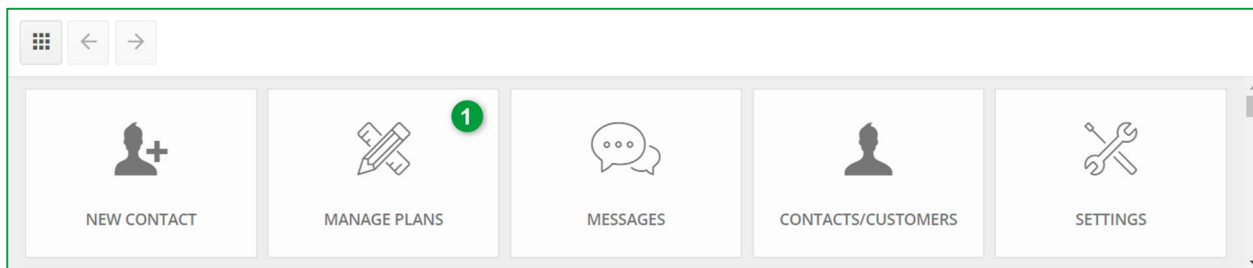 1
NEW CONTACT
MANAGE PLANS
MESSAGES
CONTACTS/CUSTOMERS
SETTINGS